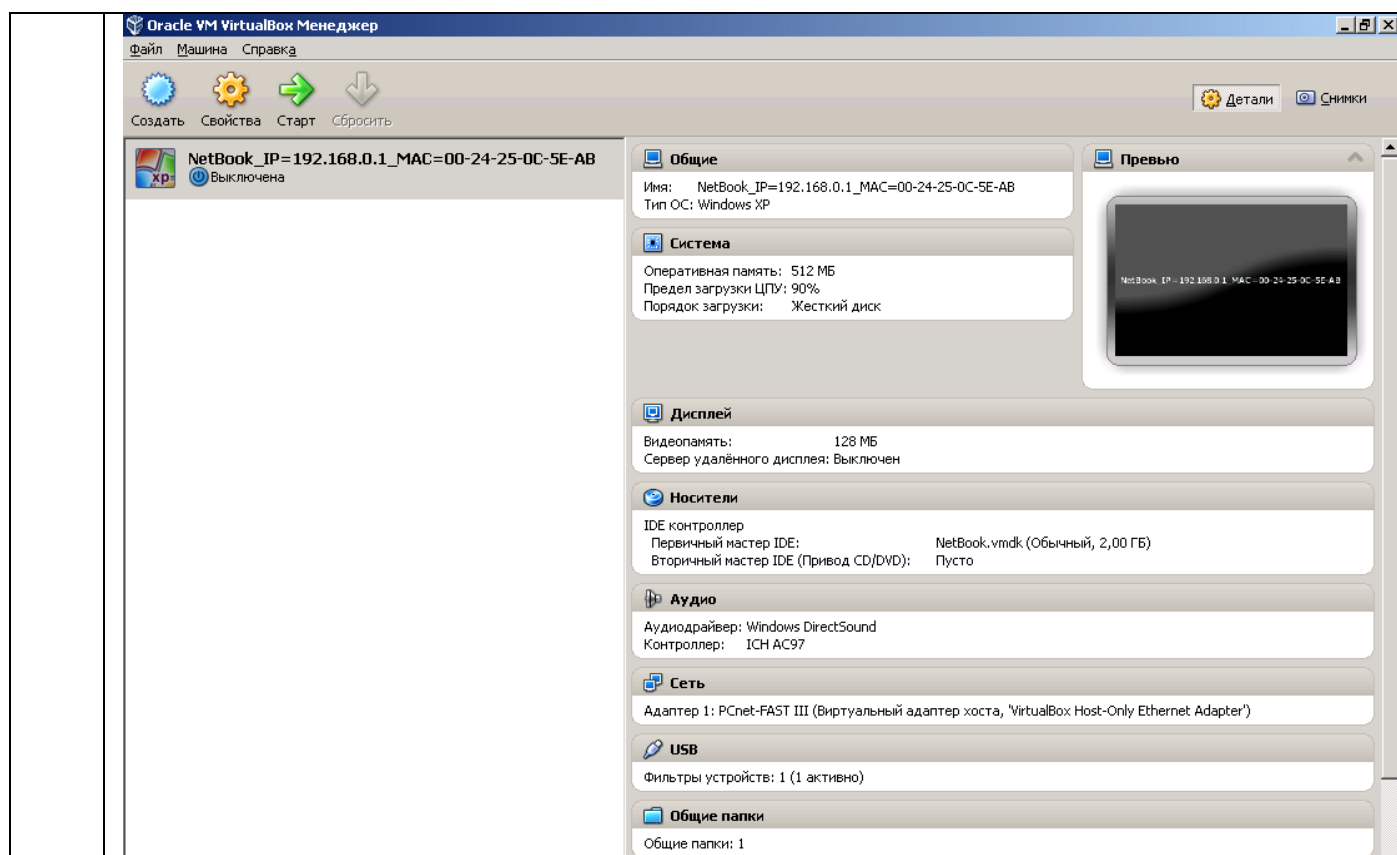 Oracle VM VirtualBox Менеджер
Файл Машина Справка
Создать Свойства Старт Сбросить
Детали Снимки
NetBook_IP=192.168.0.1_MAC=00-24-25-0C-5E-AB
Выключена
Общие
Имя: NetBook_IP=192.168.0.1_MAC=00-24-25-0C-5E-AB
Тип ОС: Windows XP
Система
Оперативная память: 512 МБ
Предел загрузки ЦПУ: 90%
Порядок загрузки: Жесткий диск
Превью
NetBook_IP=192.168.0.1_MAC=00-24-25-0C-5E-AB
Дисплей
Видеопамять: 128 МБ
Сервер удалённого дисплея: Выключен
Носители
IDE контроллер
Первичный мастер IDE: NetBook.vmdk (Обычный, 2,00 ГБ)
Вторичный мастер IDE (Привод CD/DVD): Пусто
Аудио
Аудиодрайвер: Windows DirectSound
Контроллер: ICH AC97
Сеть
Адаптер 1: PCnet-FAST III (Виртуальный адаптер хоста, 'VirtualBox Host-Only Ethernet Adapter')
USB
Фильтры устройств: 1 (1 активно)
Общие папки
Общие папки: 1